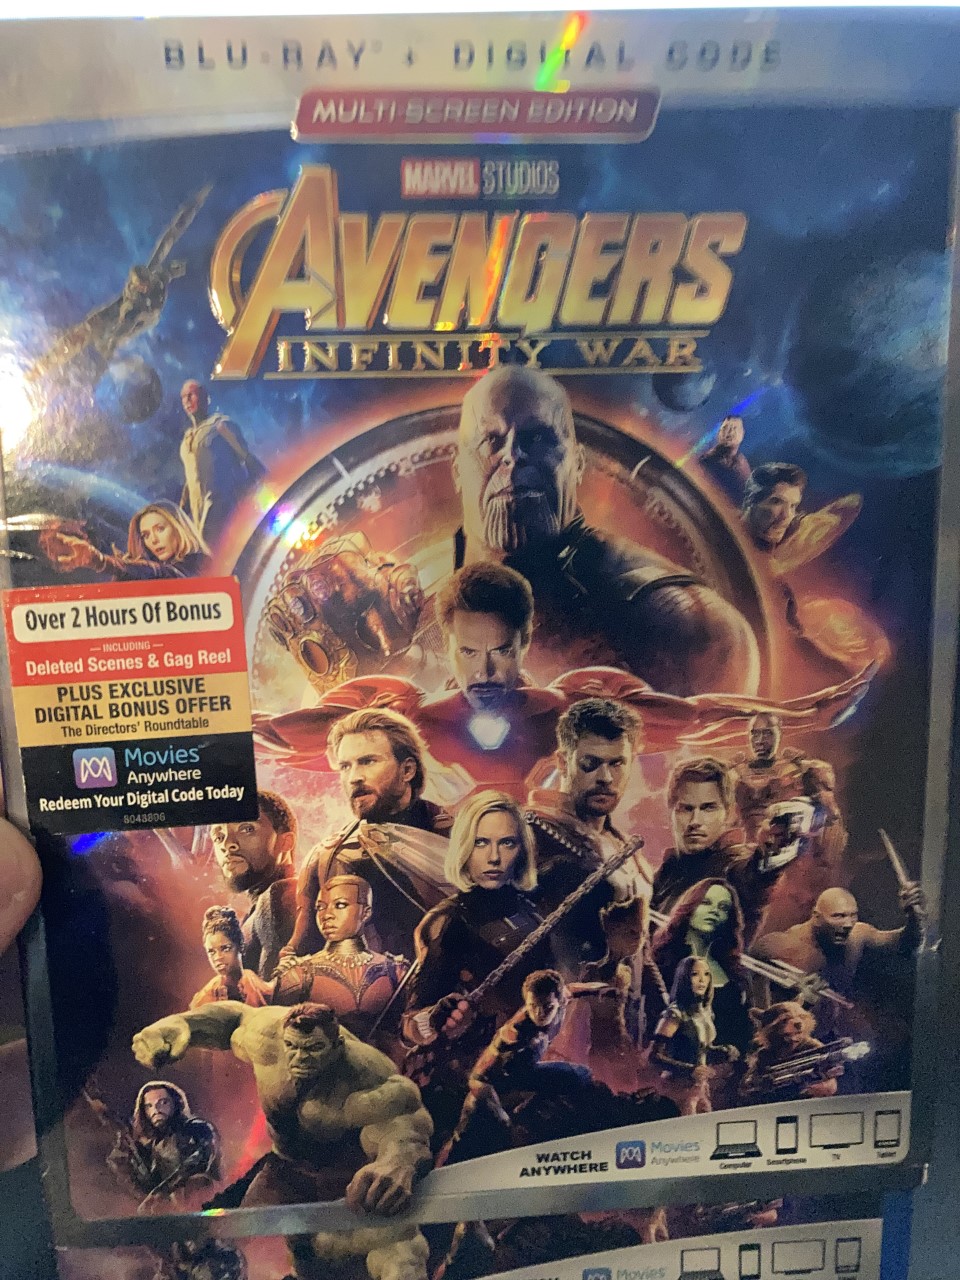 BLU-RAY + DIGITAL CODE
MULTI-SCREEN EDITION
MARVEL STUDIOS
AVENGERS
INFINITY WAR
Over 2 Hours Of Bonus
— INCLUDING —
Deleted Scenes & Gag Reel
PLUS EXCLUSIVE
DIGITAL BONUS OFFER
The Directors' Roundtable
Movies
Anywhere
Redeem Your Digital Code Today
8043896
WATCH
ANYWHERE
Movies
Anywhere
Computer
Smartphone
TV
Tablet
Movies